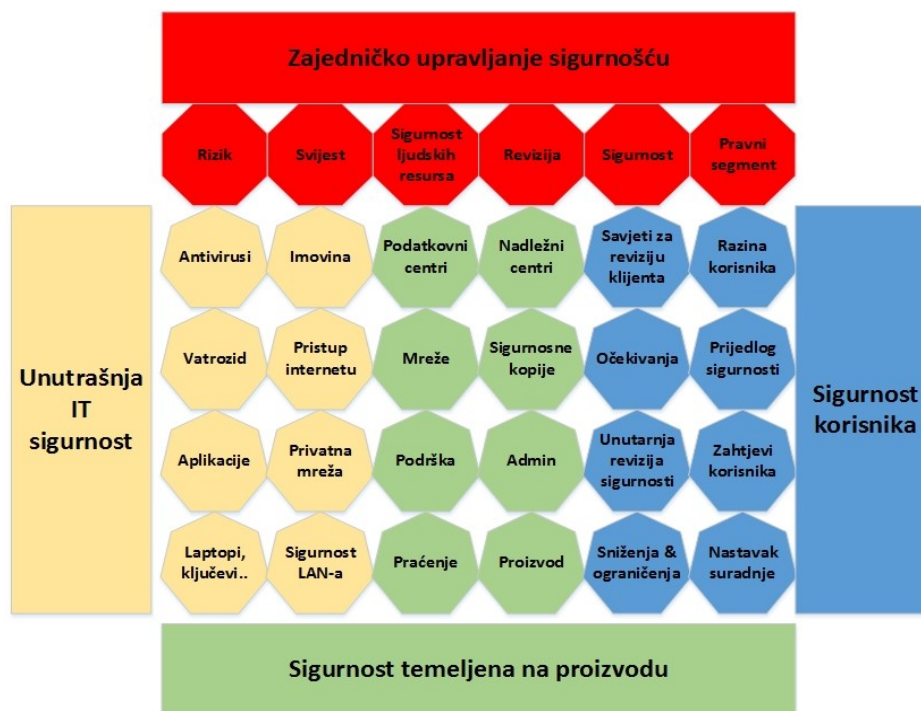 Zajedničko upravljanje sigurnošću
Rizik
Svijest
Sigurnost
ljudskih
resursa
Revizija
Sigurnost
Pravni
segment
Unutrašnja
IT
sigurnost
Antivirusi
Imovina
Podatkovni
centri
Nadležni
centri
Savjeti za
reviziju
klijenta
Razina
korisnika
Vatrozid
Pristup
internetu
Mreže
Sigurnosne
kopije
Očekivanja
Prijedlog
sigurnosti
Aplikacije
Privatna
mreža
Podrška
Admin
Unutarnja
revizija
sigurnosti
Zahtjevi
korisnika
Laptopi,
ključevi..
Sigurnost
LAN-a
Praćenje
Proizvod
Sniženja &
ograničenja
Nastavak
suradnje
Sigurnost
korisnika
Sigurnost temeljena na proizvodu